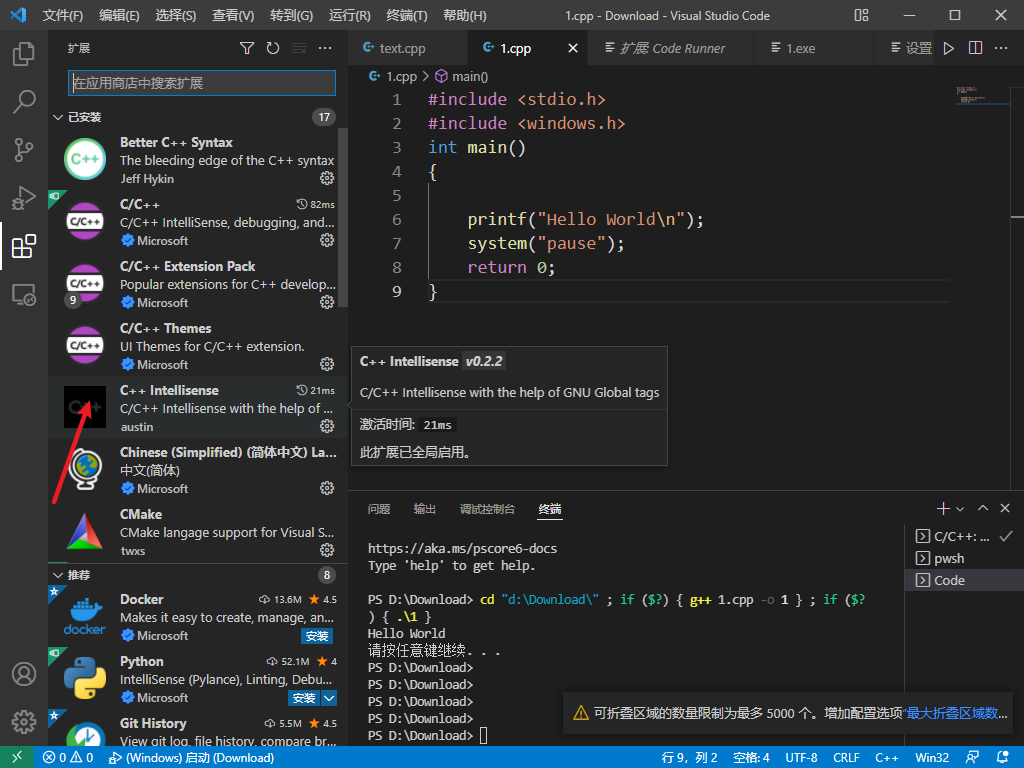 文件(F) 编辑(E) 选择(S) 查看(V) 转到(G) 运行(R) 终端(T) 帮助(H) 1.cpp - Download - Visual Studio Code
扩展
在应用商店中搜索扩展
已安装 17
Better C++ Syntax
The bleeding edge of the C++ syntax
Jeff Hykin
C/C++ 82ms
C/C++ IntelliSense, debugging, and...
Microsoft
C/C++ Extension Pack
Popular extensions for C++ develop...
9 Microsoft
C/C++ Themes
UI Themes for C/C++ extension.
Microsoft
C++ Intellisense 21ms
C/C++ Intellisense with the help of ...
austin
Chinese (Simplified) (简体中文) La...
中文(简体)
Microsoft
CMake
CMake langage support for Visual S...
twxs
推荐 8
Docker 13.6M 4.5
Makes it easy to create, manage, an...
docker Microsoft 安装
Python 52.1M 4
IntelliSense (Pylance), Linting, Debu...
Microsoft 安装
Git History 5.5M 4.5
View git log, file history, compare br...
text.cpp 1.cpp 扩展 Code Runner 1.exe 设置
1.cpp > main()
1 #include <stdio.h>
2 #include <windows.h>
3 int main()
4 {
5
6 printf("Hello World\n");
7 system("pause");
8 return 0;
9 }
C++ Intellisense v0.2.2
C/C++ Intellisense with the help of GNU Global tags
激活时间: 21ms
此扩展已全局启用。
问题 输出 调试控制台 终端
https://aka.ms/pscore6-docs
Type 'help' to get help.
PS D:\Download> cd "d:\Download\" ; if ($?) { g++ 1.cpp -o 1 } ; if ($?
) { .\1 }
Hello World
请按任意键继续. . .
PS D:\Download>
PS D:\Download>
PS D:\Download>
PS D:\Download>
PS D:\Download>
C/C++: ...
pwsh
Code
可折叠区域的数量限制为最多 5000 个。增加配置选项“最大折叠区域数...
0 0 (Windows) 启动 (Download) 行 9，列 2 空格: 4 UTF-8 CRLF C++ Win32